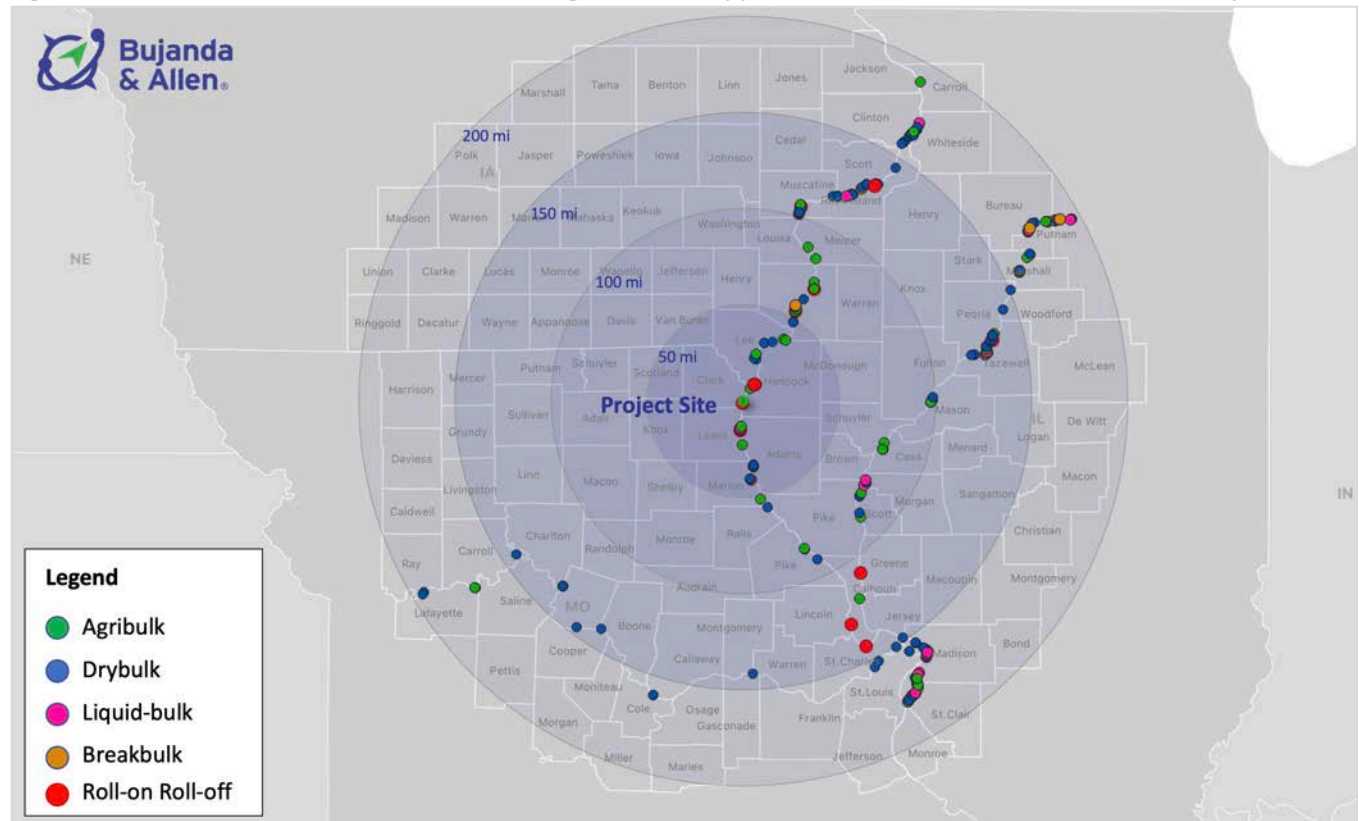 Bujanda
& Allen®
Jackson
Jones
Carroll
Tama
Benton
Linn
Marshall
Clinton
200 mi
Cedar
Whiteside
Polk
Jasper
Poweshiek
Iowa
Johnson
Scott
IA
Muscatine
Rock Island
Henry
Bureau
150 mi
Keokuk
Madison
Warren
Mahaska
Washington
Putnam
Louisa
Mercer
NE
Stark
Marshall
Union
Clarke
Lucas
Monroe
Wapello
Jefferson
Henry
100 mi
Knox
Warren
Peoria
Woodford
Ringgold
Decatur
Wayne
Appanoose
Davis
Van Buren
Lee
50 mi
McDonough
Fulton
Tazewell
McLean
Putnam
Schuyler
Scotland
Clark
Hancock
Harrison
Mercer
Project Site
Mason
Sullivan
Adair
Knox
Lewis
Schuyler
IL
Logan
De Witt
Grundy
Menard
Daviess
Adams
Brown
Cass
Linn
Macon
Livingston
Macon
Shelby
Marion
Morgan
Sangamon
IN
Caldwell
Pike
Scott
Christian
Chariton
Ralls
Carroll
Randolph
Monroe
Ray
Pike
Greene
Legend
Audrain
Calhoun
Macoupin
Montgomery
Lafayette
Saline
MO
Lincoln
Jersey
Agribulk
Boone
Montgomery
Bond
Cooper
Madison
Drybulk
Pettis
Callaway
Warren
St. Charles
Moniteau
St.Louis
Liquid-bulk
Cole
Osage
Franklin
St.Clair
Morgan
Gasconade
Breakbulk
Jefferson
Monroe
Miller
Maries
Roll-on Roll-off